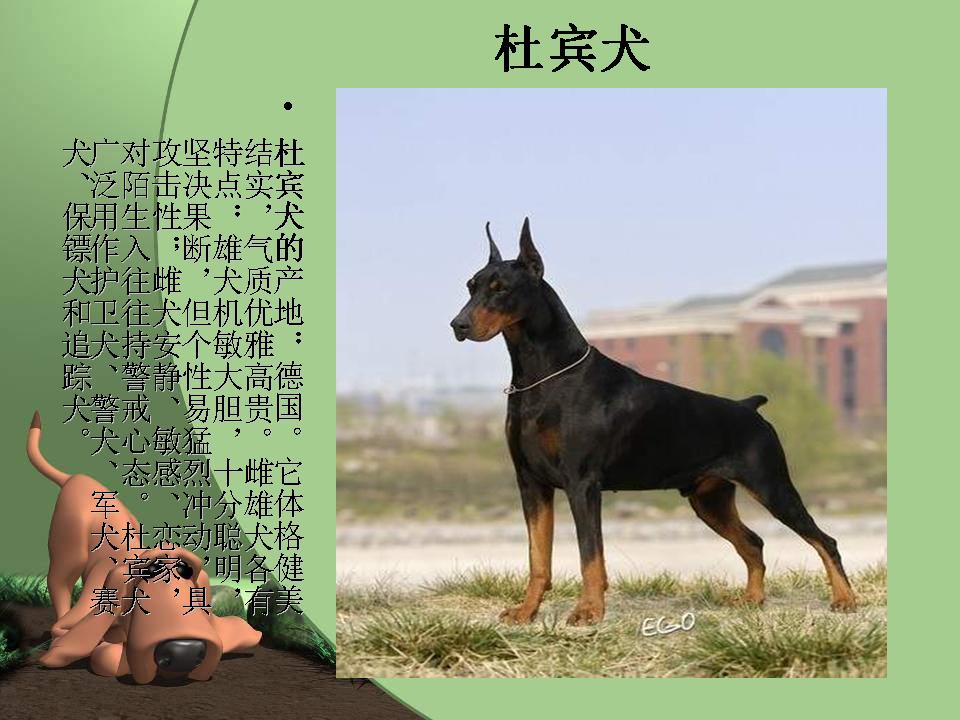 杜宾犬
• 杜宾犬的产地：德国。它体格健美
结实，气质优雅高贵。雌雄犬各有
特点：雄犬机敏大胆，十分聪明，
坚决果断，但个性易猛烈冲动，具
攻击性；雌犬安静、敏感、恋家，
对陌生入往往持警戒心态。杜宾犬
广泛用作护卫犬、警犬、军犬、赛
犬、保镖犬和追踪犬。
EGO